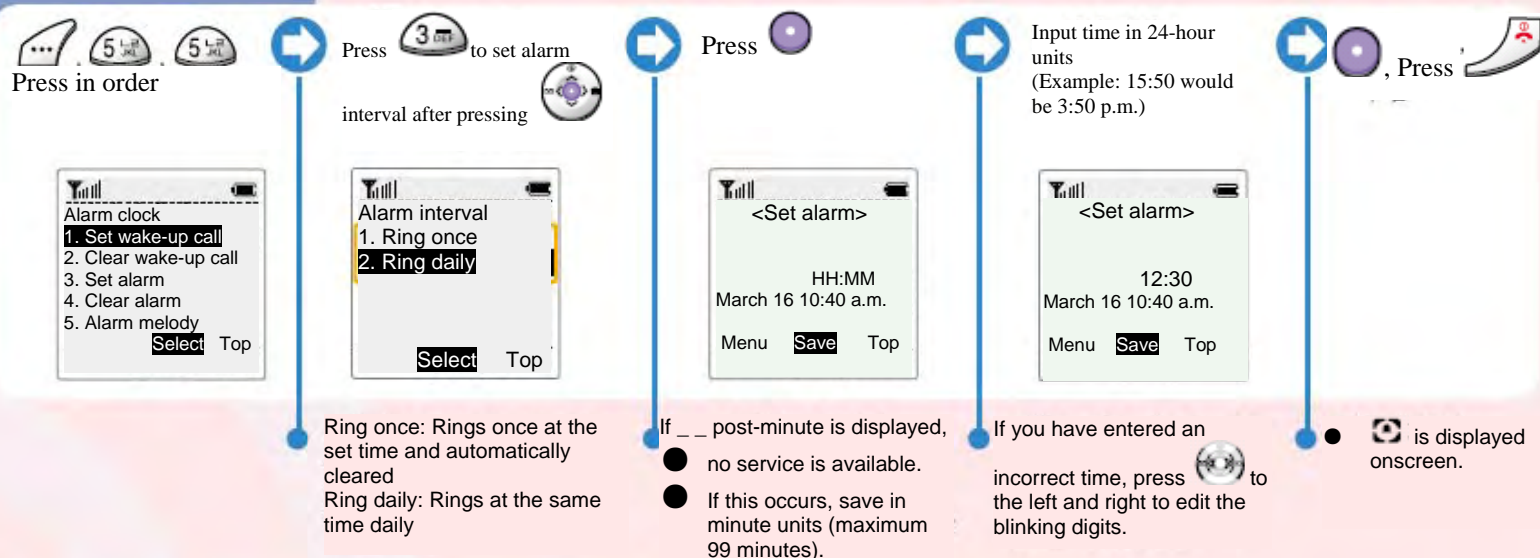 ... 5 JKL , 5 JKL
Press in order
Press 3 DEF to set alarm
interval after pressing
Press
Input time in 24-hour
units
(Example: 15:50 would
be 3:50 p.m.)
, Press
Alarm clock
1. Set wake-up call
2. Clear wake-up call
3. Set alarm
4. Clear alarm
5. Alarm melody
Select Top
Alarm interval
1. Ring once
2. Ring daily
Select Top
<Set alarm>
HH:MM
March 16 10:40 a.m.
Menu Save Top
<Set alarm>
12:30
March 16 10:40 a.m.
Menu Save Top
Ring once: Rings once at the
set time and automatically
cleared
Ring daily: Rings at the same
time daily
If _ _ post-minute is displayed,
● no service is available.
● If this occurs, save in
minute units (maximum
99 minutes).
If you have entered an
incorrect time, press to
the left and right to edit the
blinking digits.
● is displayed
onscreen.